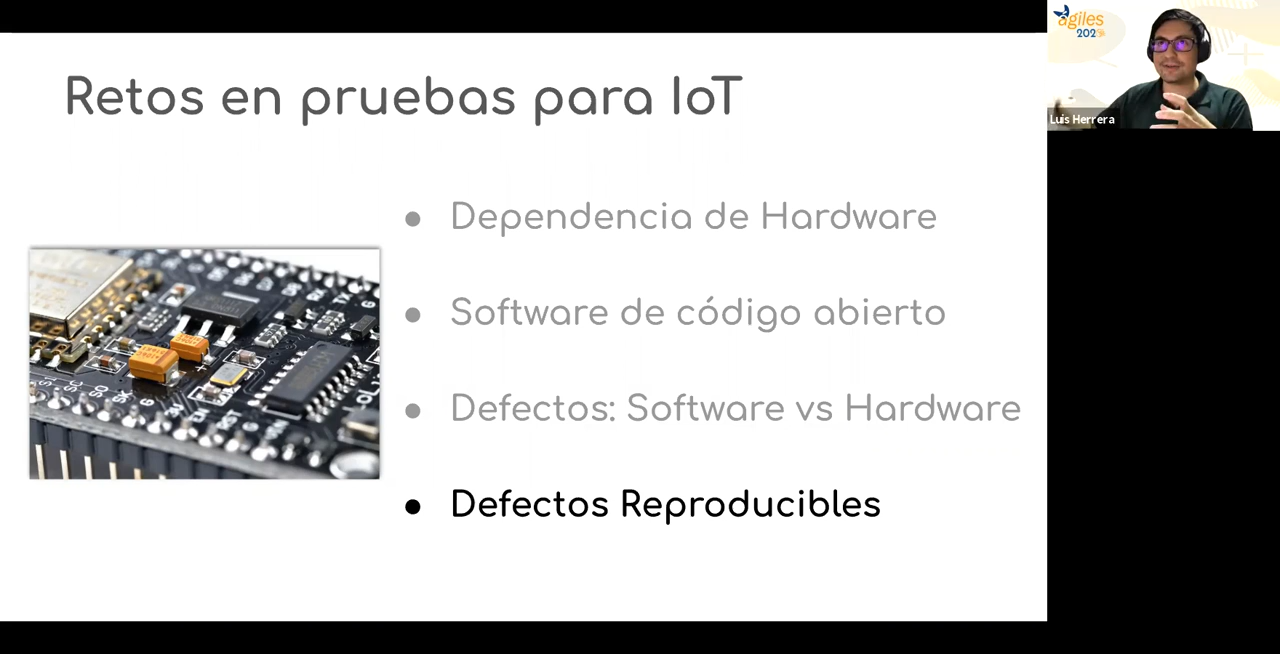 Retos en pruebas para IoT
● Dependencia de Hardware
● Software de código abierto
● Defectos: Software vs Hardware
● Defectos Reproducibles
agiles
202
Luis Herrera